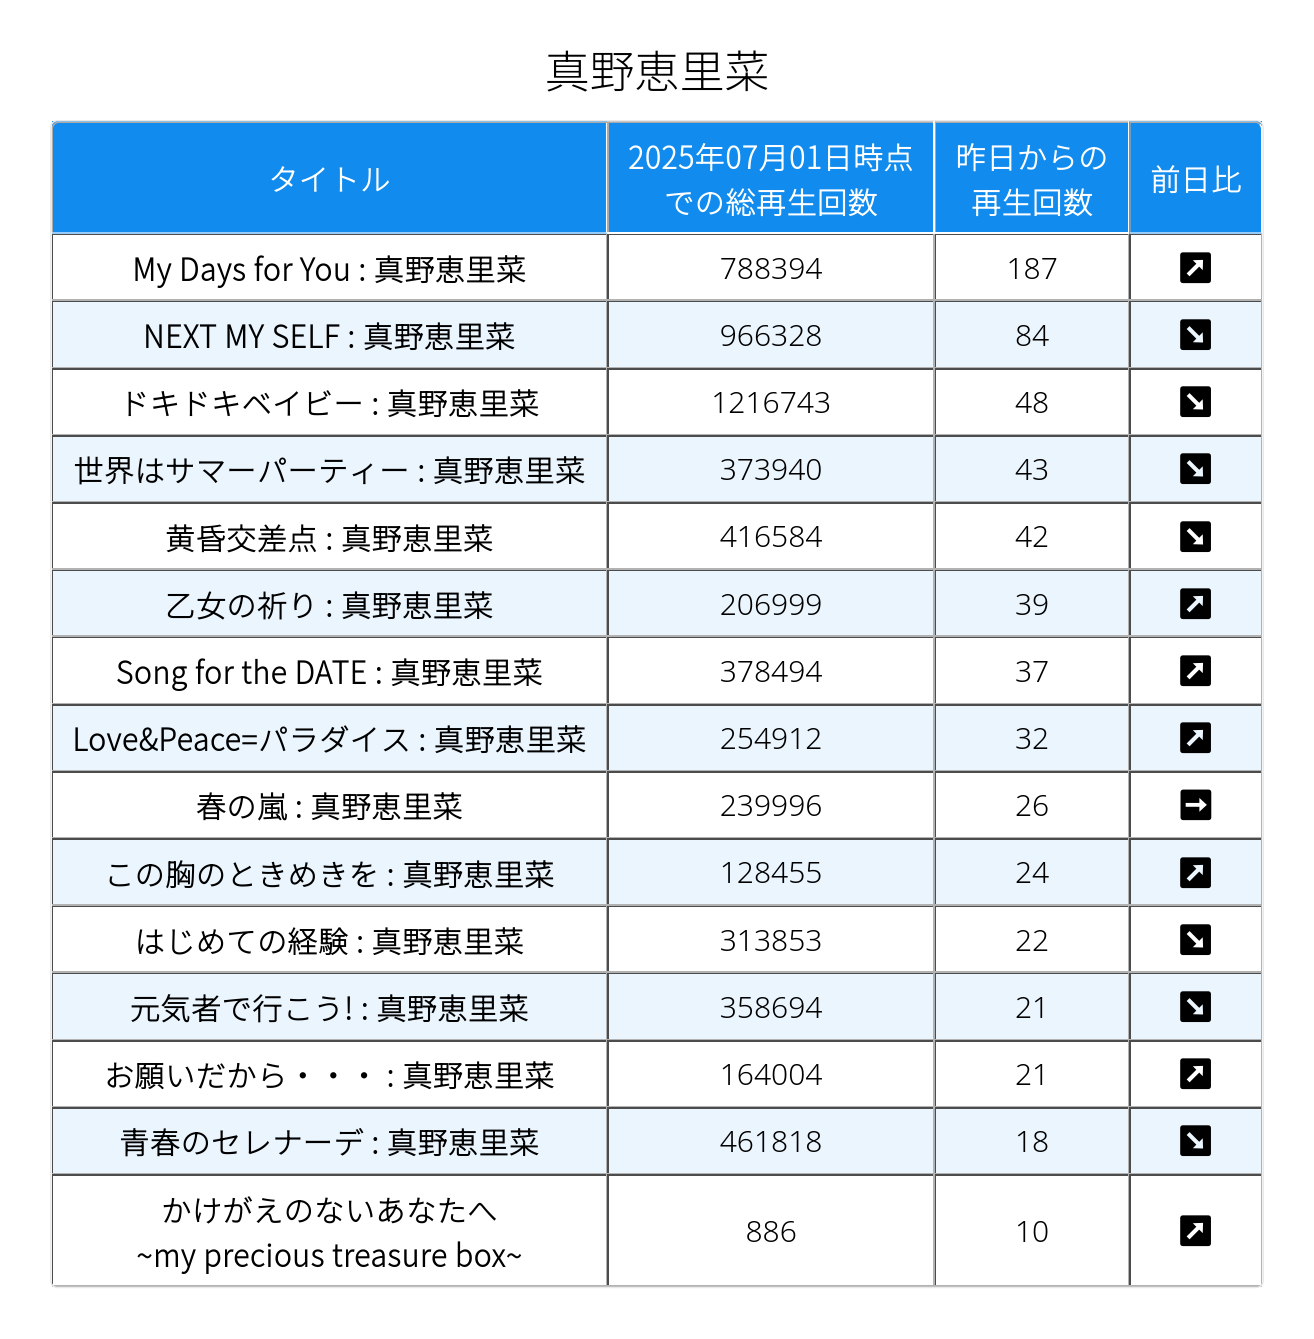 真野恵里菜
タイトル
2025年07月01日時点
での総再生回数
昨日からの
再生回数
前日比
My Days for You : 真野恵里菜 788394 187
NEXT MY SELF : 真野恵里菜 966328 84
ドキドキベイビー : 真野恵里菜 1216743 48
世界はサマーパーティー : 真野恵里菜 373940 43
黄昏交差点 : 真野恵里菜 416584 42
乙女の祈り : 真野恵里菜 206999 39
Song for the DATE : 真野恵里菜 378494 37
Love&Peace=パラダイス : 真野恵里菜 254912 32
春の嵐 : 真野恵里菜 239996 26
この胸のときめきを : 真野恵里菜 128455 24
はじめての経験 : 真野恵里菜 313853 22
元気者で行こう! : 真野恵里菜 358694 21
お願いだから・・・ : 真野恵里菜 164004 21
青春のセレナーデ : 真野恵里菜 461818 18
かけがえのないあなたへ
~my precious treasure box~ 886 10